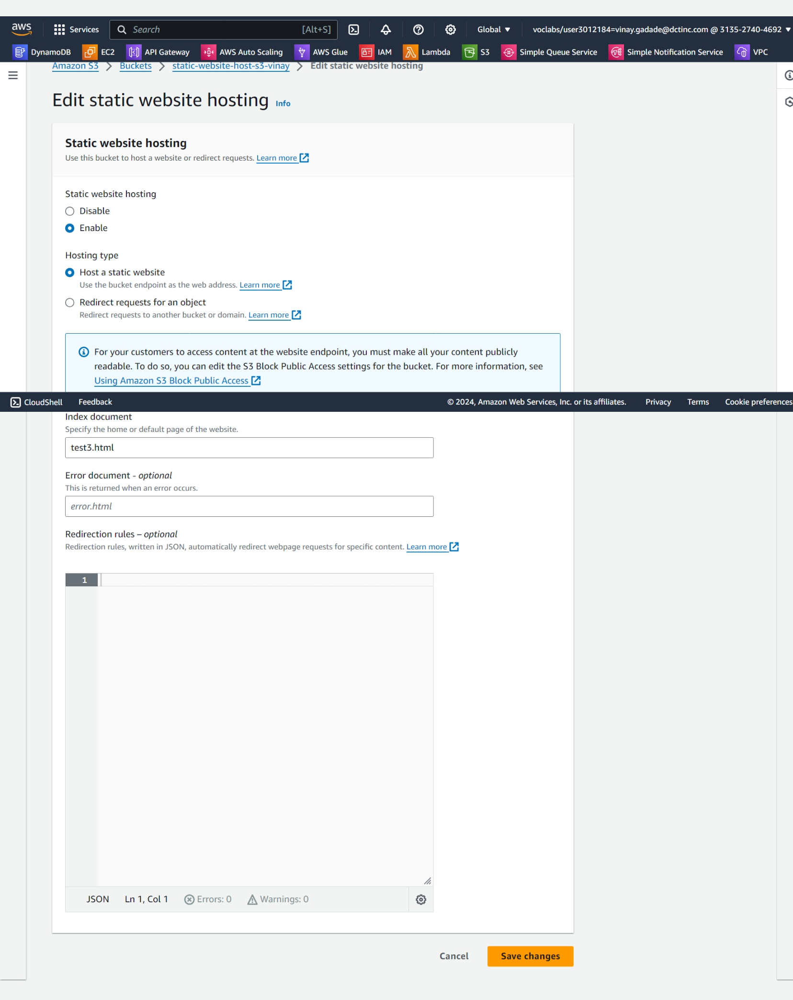 aws
Services
Search [Alt+S]
Global
voclabs/user3012184=vinay.gadade@dctinc.com @ 3135-2740-4692
DynamoDB EC2 API Gateway AWS Auto Scaling AWS Glue IAM Lambda S3 Simple Queue Service Simple Notification Service VPC
Amazon S3 > Buckets > static-website-host-s3-vinay > Edit static website hosting
Edit static website hosting Info
Static website hosting
Use this bucket to host a website or redirect requests. Learn more
Static website hosting
Disable
Enable
Hosting type
Host a static website
Use the bucket endpoint as the web address. Learn more
Redirect requests for an object
Redirect requests to another bucket or domain. Learn more
For your customers to access content at the website endpoint, you must make all your content publicly
readable. To do so, you can edit the S3 Block Public Access settings for the bucket. For more information, see
Using Amazon S3 Block Public Access
CloudShell Feedback © 2024, Amazon Web Services, Inc. or its affiliates. Privacy Terms Cookie preferences
Index document
Specify the home or default page of the website.
test3.html
Error document - optional
This is returned when an error occurs.
error.html
Redirection rules – optional
Redirection rules, written in JSON, automatically redirect webpage requests for specific content. Learn more
1
JSON Ln 1, Col 1 Errors: 0 Warnings: 0
Cancel Save changes